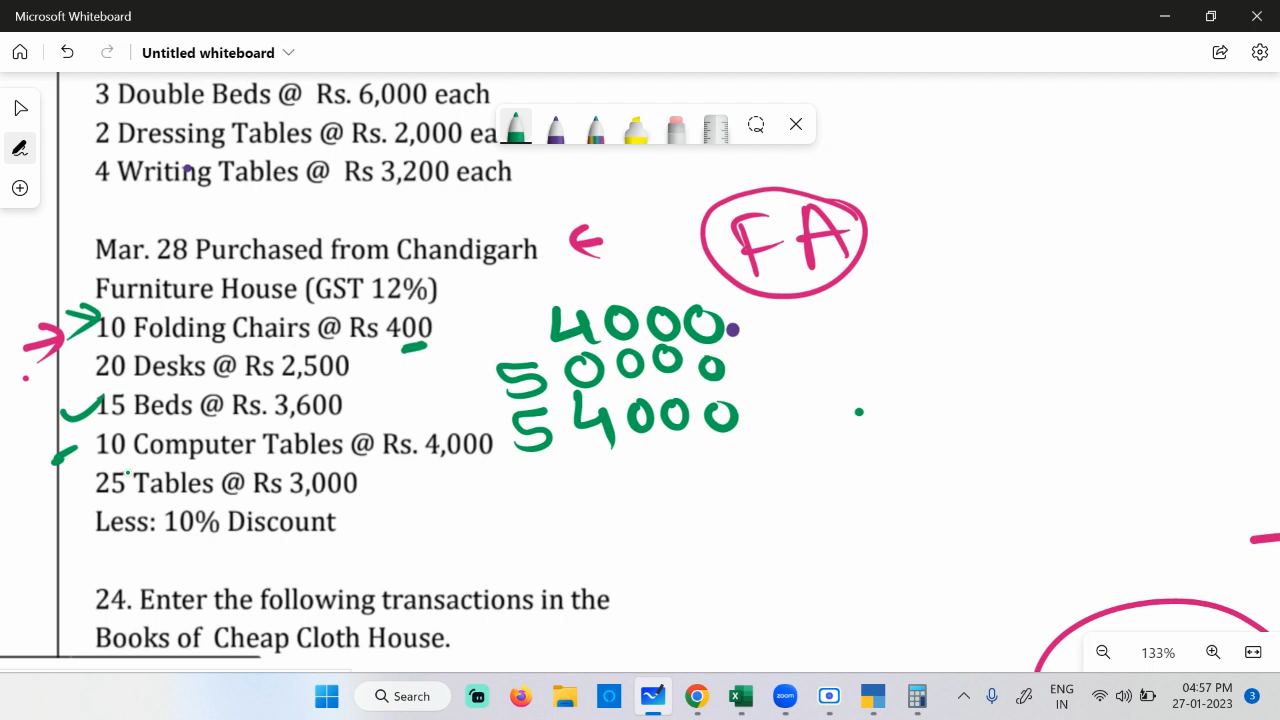 Microsoft Whiteboard
Untitled whiteboard
3 Double Beds @ Rs. 6,000 each
2 Dressing Tables @ Rs. 2,000 ea
4 Writing Tables @ Rs 3,200 each
FA
Mar. 28 Purchased from Chandigarh
Furniture House (GST 12%)
10 Folding Chairs @ Rs 400 4000
20 Desks @ Rs 2,500 50000
15 Beds @ Rs. 3,600 54000
10 Computer Tables @ Rs. 4,000
25 Tables @ Rs 3,000
Less: 10% Discount
24. Enter the following transactions in the
Books of Cheap Cloth House.
133%
Search
zoom
ENG
IN
04:57 PM
27-01-2023
3